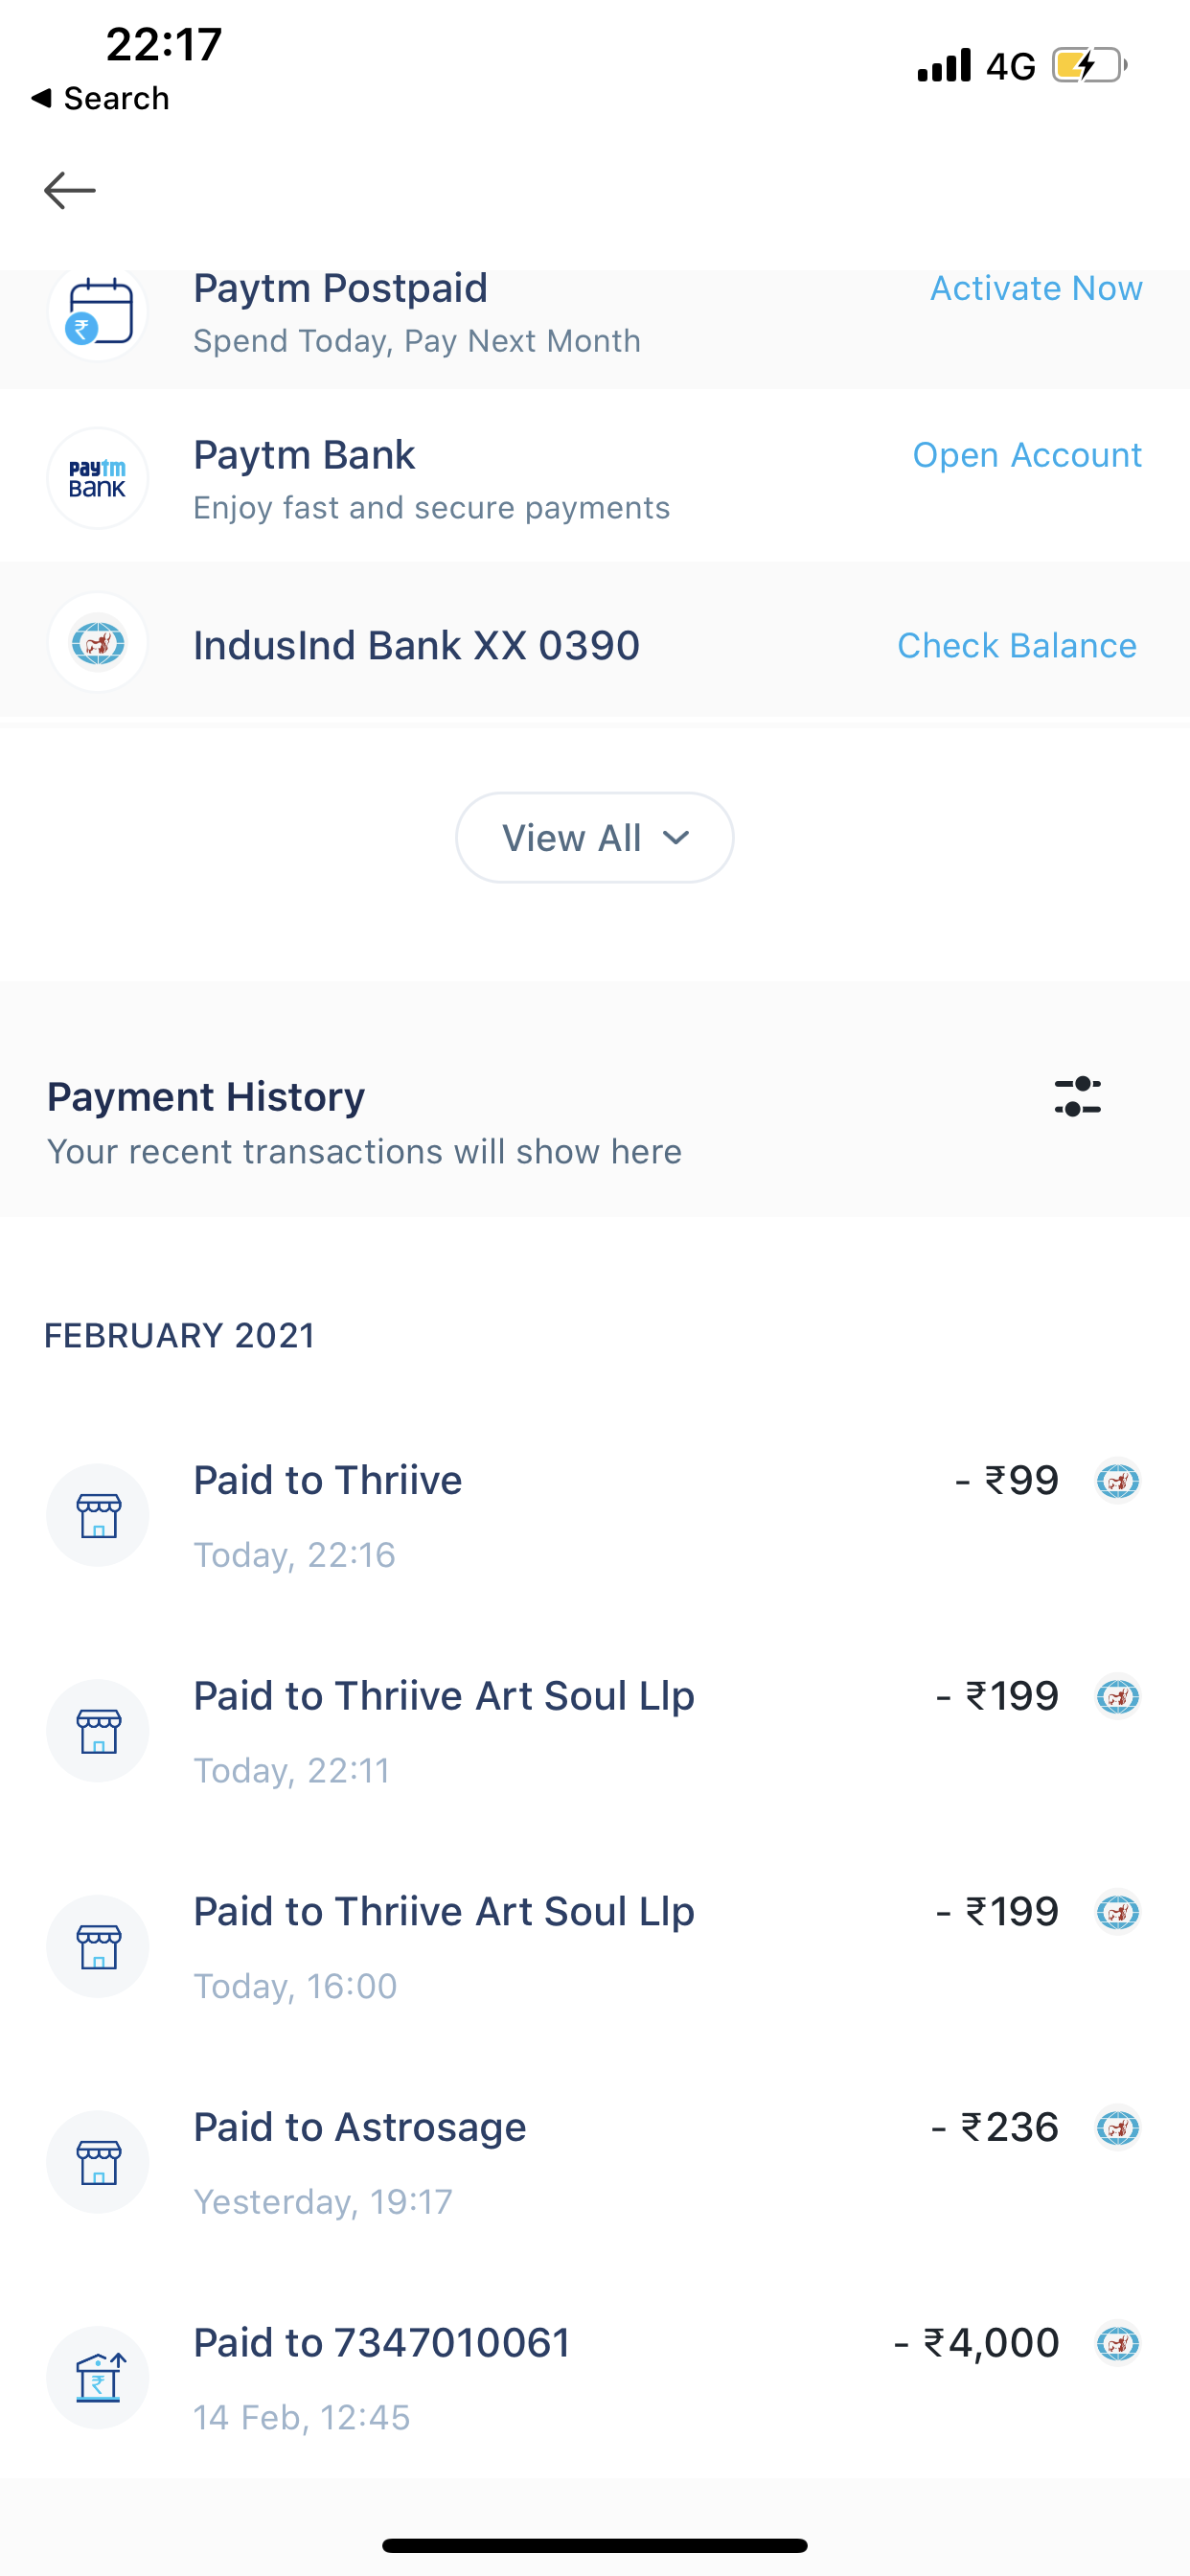 22:17
4G
◀ Search
Paytm Postpaid
Activate Now
₹
Spend Today, Pay Next Month
paytm
BANK
Paytm Bank
Open Account
Enjoy fast and secure payments
IndusInd Bank XX 0390
Check Balance
View All
Payment History
Your recent transactions will show here
FEBRUARY 2021
Paid to Thriive
- ₹99
Today, 22:16
Paid to Thriive Art Soul Llp
- ₹199
Today, 22:11
Paid to Thriive Art Soul Llp
- ₹199
Today, 16:00
Paid to Astrosage
- ₹236
Yesterday, 19:17
Paid to 7347010061
- ₹4,000
₹
14 Feb, 12:45